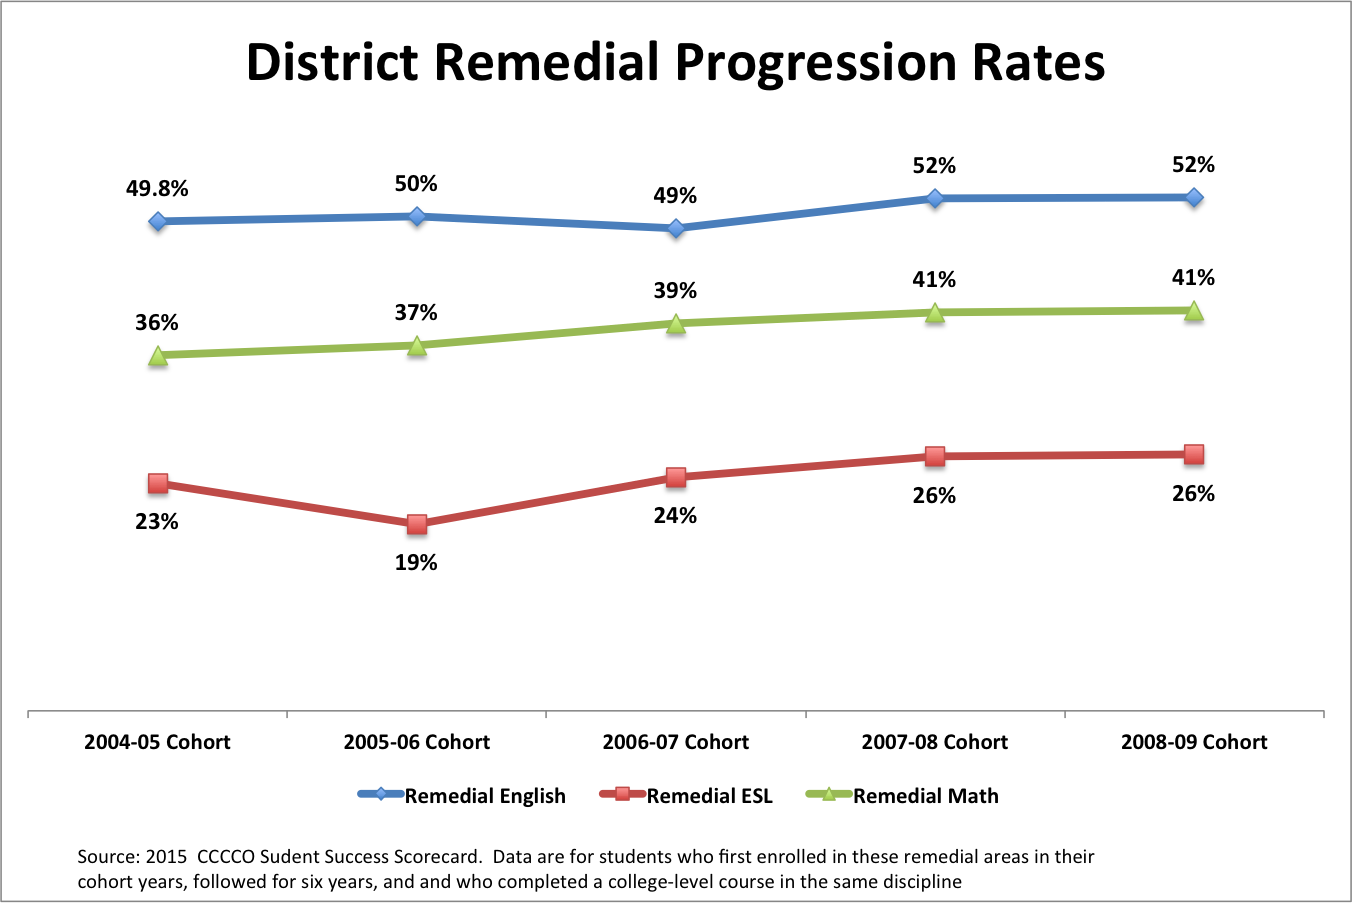 District Remedial Progression Rates
49.8% 50% 49% 52% 52%
36% 37% 39% 41% 41%
23% 19% 24% 26% 26%
2004-05 Cohort 2005-06 Cohort 2006-07 Cohort 2007-08 Cohort 2008-09 Cohort
Remedial English Remedial ESL Remedial Math
Source: 2015  CCCCO Sudent Success Scorecard.  Data are for students who first enrolled in these remedial areas in their
cohort years, followed for six years, and and who completed a college-level course in the same discipline